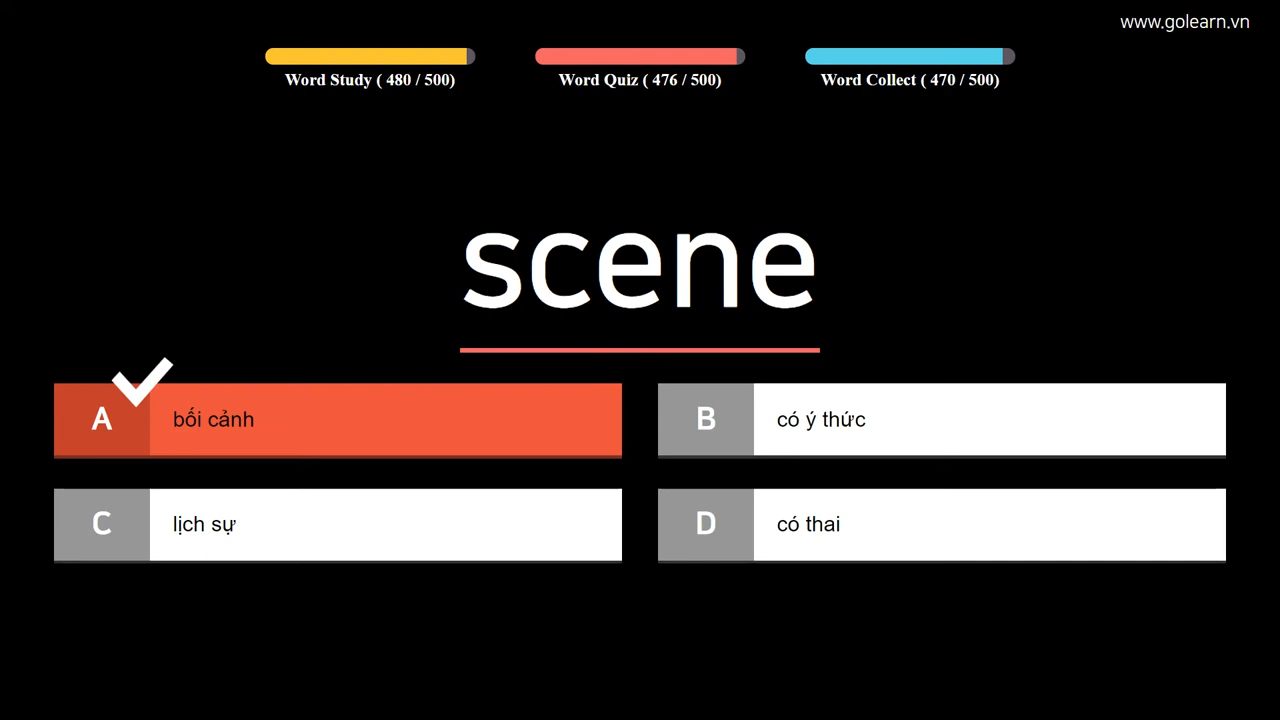 www.golearn.vn
Word Study ( 480 / 500)
Word Quiz ( 476 / 500)
Word Collect ( 470 / 500)
scene
A bối cảnh
B có ý thức
C lịch sự
D có thai